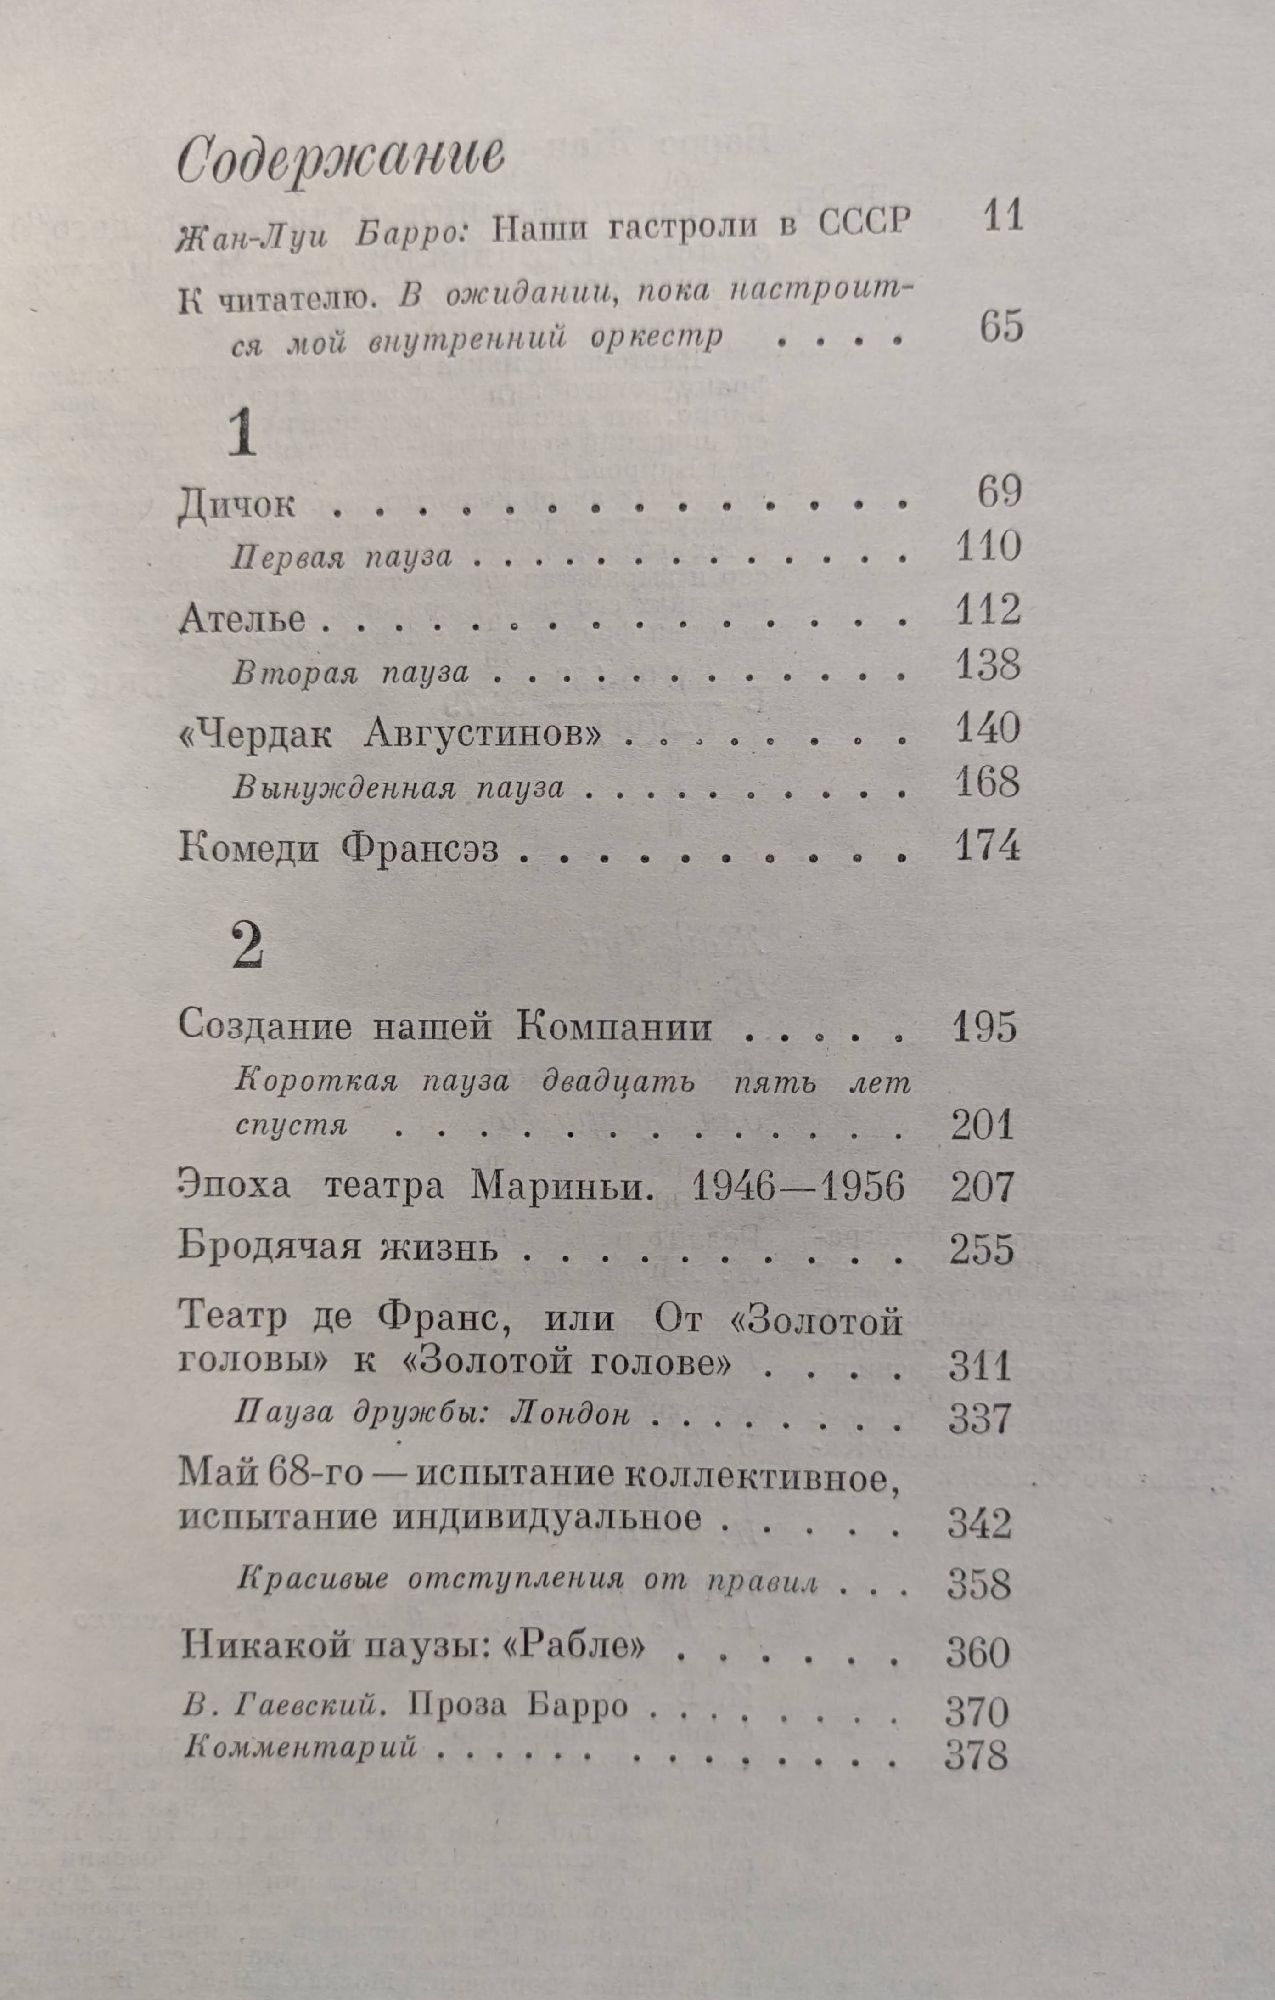 Содержание
Жан-Луи Барро: Наши гастроли в СССР 11
К читателю. В ожидании, пока настроит-
ся мой внутренний оркестр . . . . 65
1
Дичок . . . . . . . . . . . . . . . 69
Первая пауза . . . . . . . . . . . . . 110
Ателье . . . . . . . . . . . . . . . 112
Вторая пауза . . . . . . . . . . . . . 138
«Чердак Августинов» . . . . . . . . 140
Вынужденная пауза . . . . . . . . . . 168
Комеди Франсэз . . . . . . . . . . 174
2
Создание нашей Компании . . . . . 195
Короткая пауза двадцать пять лет
спустя . . . . . . . . . . . . . 201
Эпоха театра Мариньи. 1946—1956 207
Бродячая жизнь . . . . . . . . . . 255
Театр де Франс, или От «Золотой
головы» к «Золотой голове» . . . . 311
Пауза дружбы: Лондон . . . . . . . . 337
Май 68-го — испытание коллективное,
испытание индивидуальное . . . . . 342
Красивые отступления от правил . . . 358
Никакой паузы: «Рабле» . . . . . . 360
В. Гаевский. Проза Барро . . . . . . . . . 370
Комментарий . . . . . . . . . . . . . 378